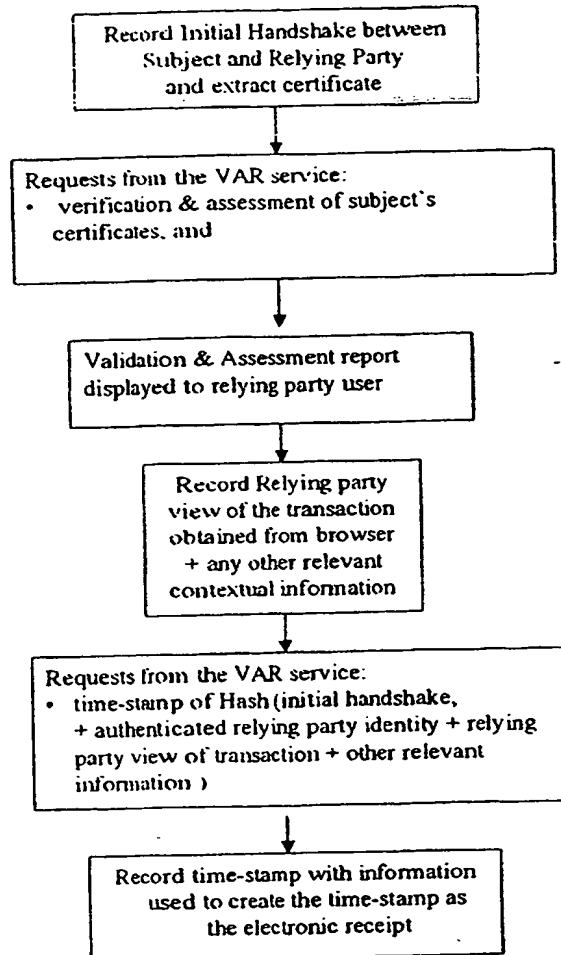 Record Initial Handshake between
Subject and Relying Party
and extract certificate
Requests from the VAR service:
• verification & assessment of subject's
certificates, and
Validation & Assessment report
displayed to relying party user
Record Relying party
view of the transaction
obtained from browser
+ any other relevant
contextual information
Requests from the VAR service:
• time-stamp of Hash (initial handshake,
+ authenticated relying party identity + relying
party view of transaction + other relevant
information )
Record time-stamp with information
used to create the time-stamp as
the electronic receipt